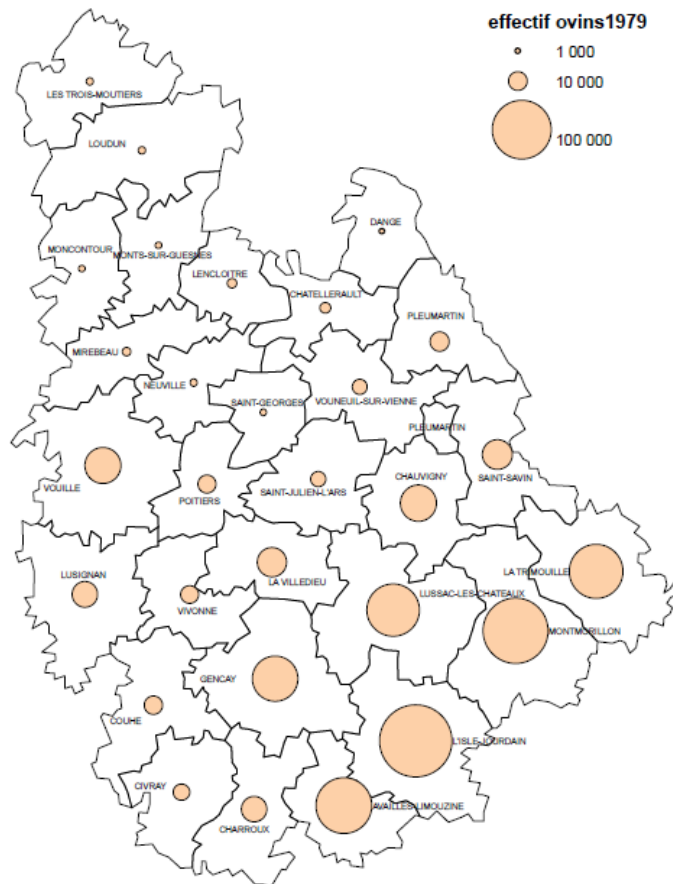 effectif ovins1979
1 000
10 000
100 000
LES TROIS-MOUTIERS
LOUDUN
DANGE
MONCONTOUR
MONTS-SUR-GUESNES
LENCLOITRE
CHATELLERAULT
PLEUMARTIN
MIREBEAU
NEUVILLE
SAINT-GEORGES
VOUNEUIL-SUR-VIENNE
PLEUMARTIN
VOUILLE
POITIERS
SAINT-JULIEN-L'ARS
CHAUVIGNY
SAINT-SAVIN
LUSIGNAN
VIVONNE
LA VILLEDIEU
LA TRIMOUILLE
LUSSAC-LES-CHATEAUX
MONTMORILLON
GENCAY
COUHE
L'ISLE-JOURDAIN
CIVRAY
CHARROUX
AVAILLES-LIMOUZINE